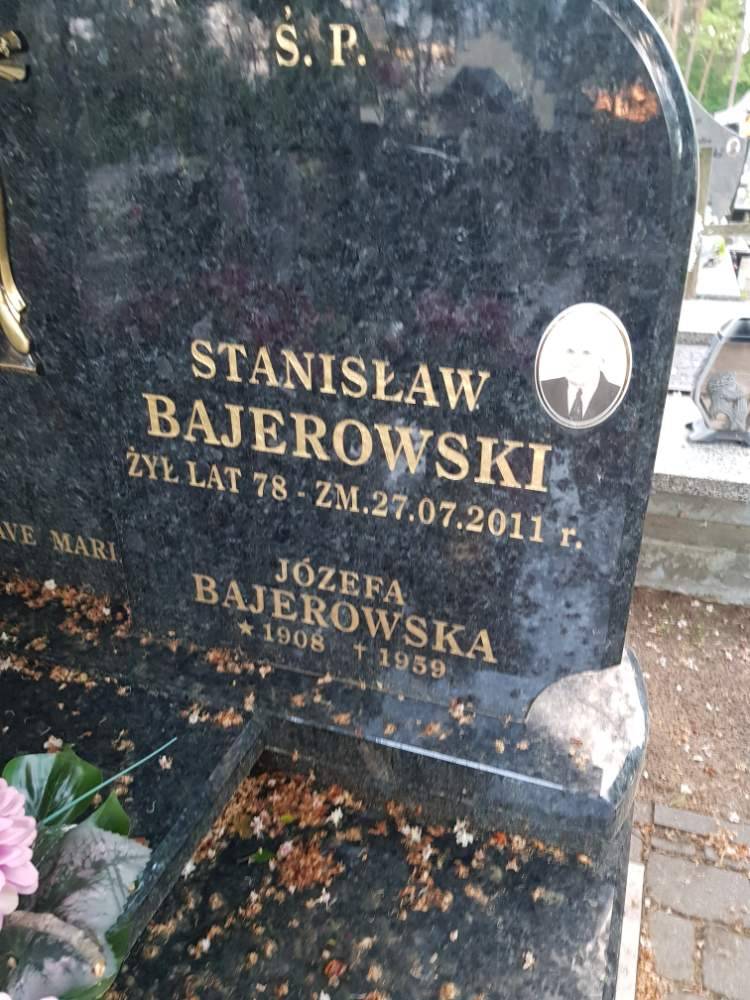 Ś. P.
STANISŁAW
BAJEROWSKI
ŻYŁ LAT 78 - ZM.27.07.2011 r.
AVE MARI
JÓZEFA
BAJEROWSKA
★1908 †1959